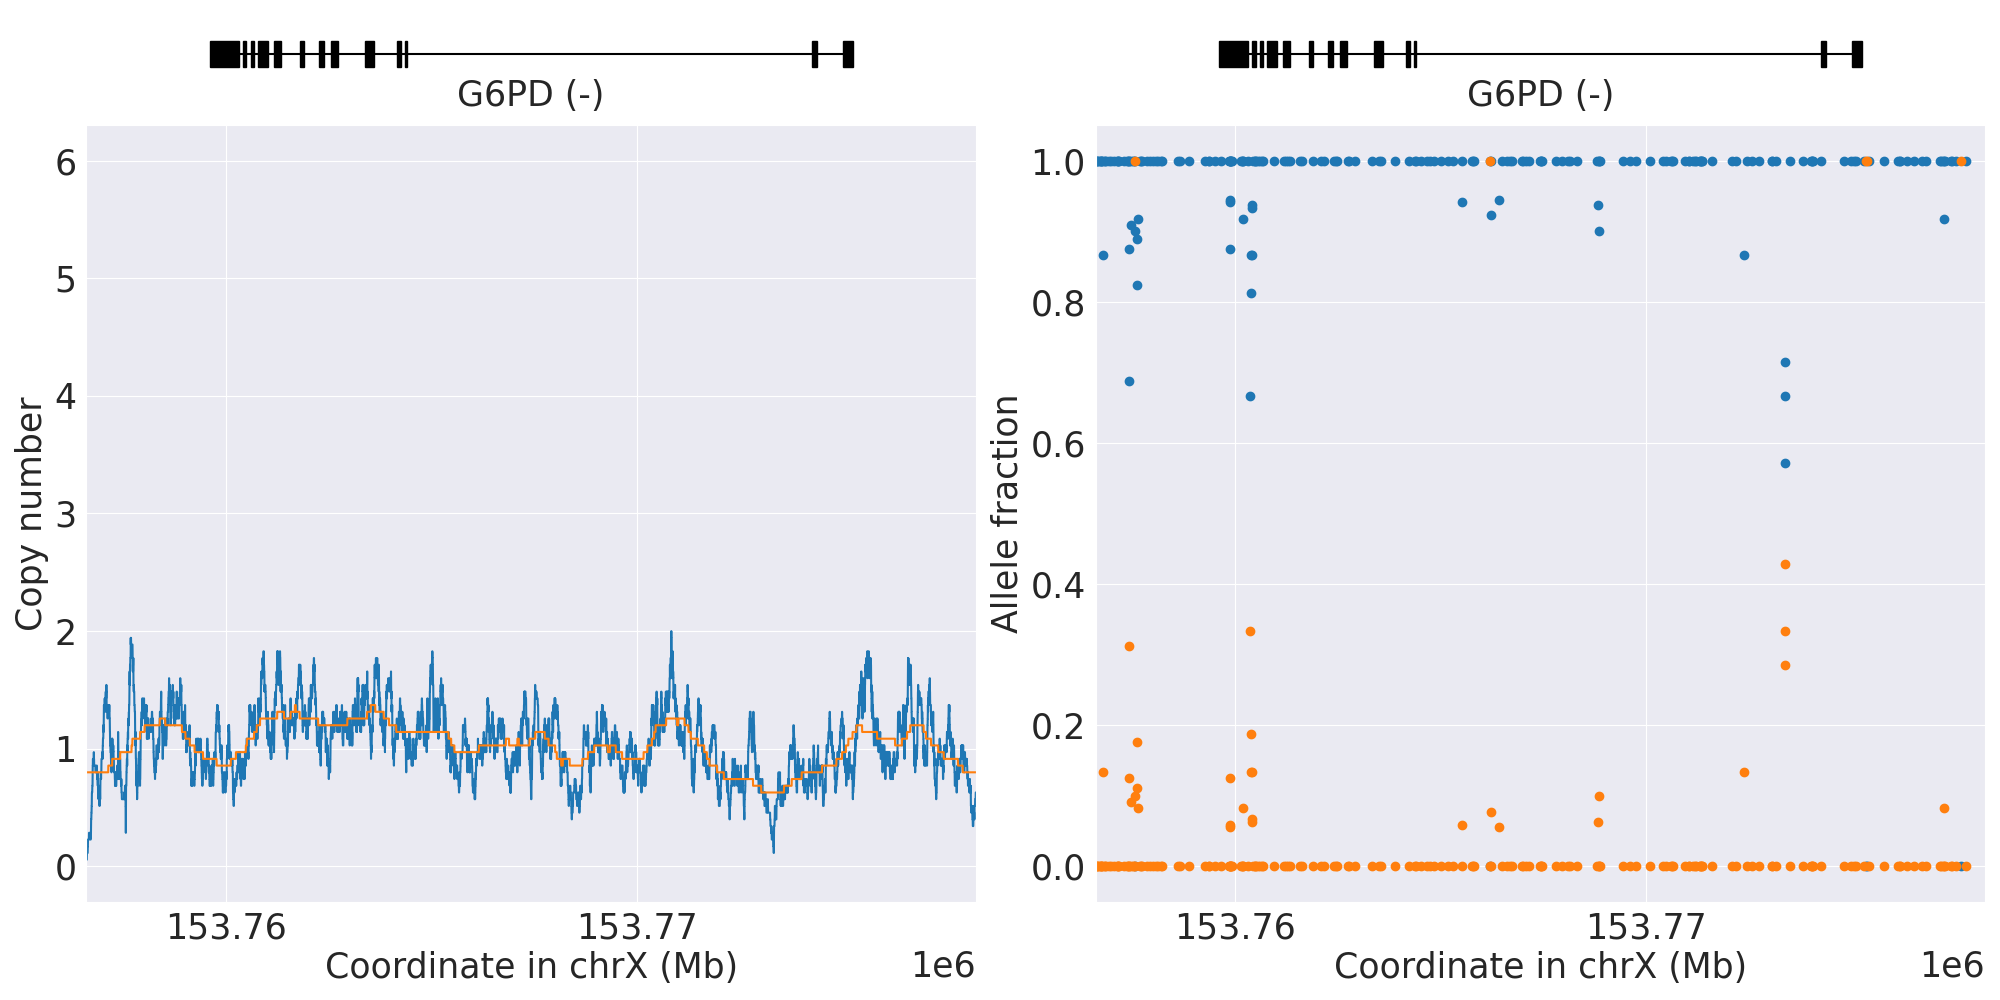 G6PD (-)
6
5
4
3
2
1
0
Copy number
153.76
153.77
Coordinate in chrX (Mb)
1e6
G6PD (-)
1.0
0.8
0.6
0.4
0.2
0.0
Allele fraction
153.76
153.77
Coordinate in chrX (Mb)
1e6